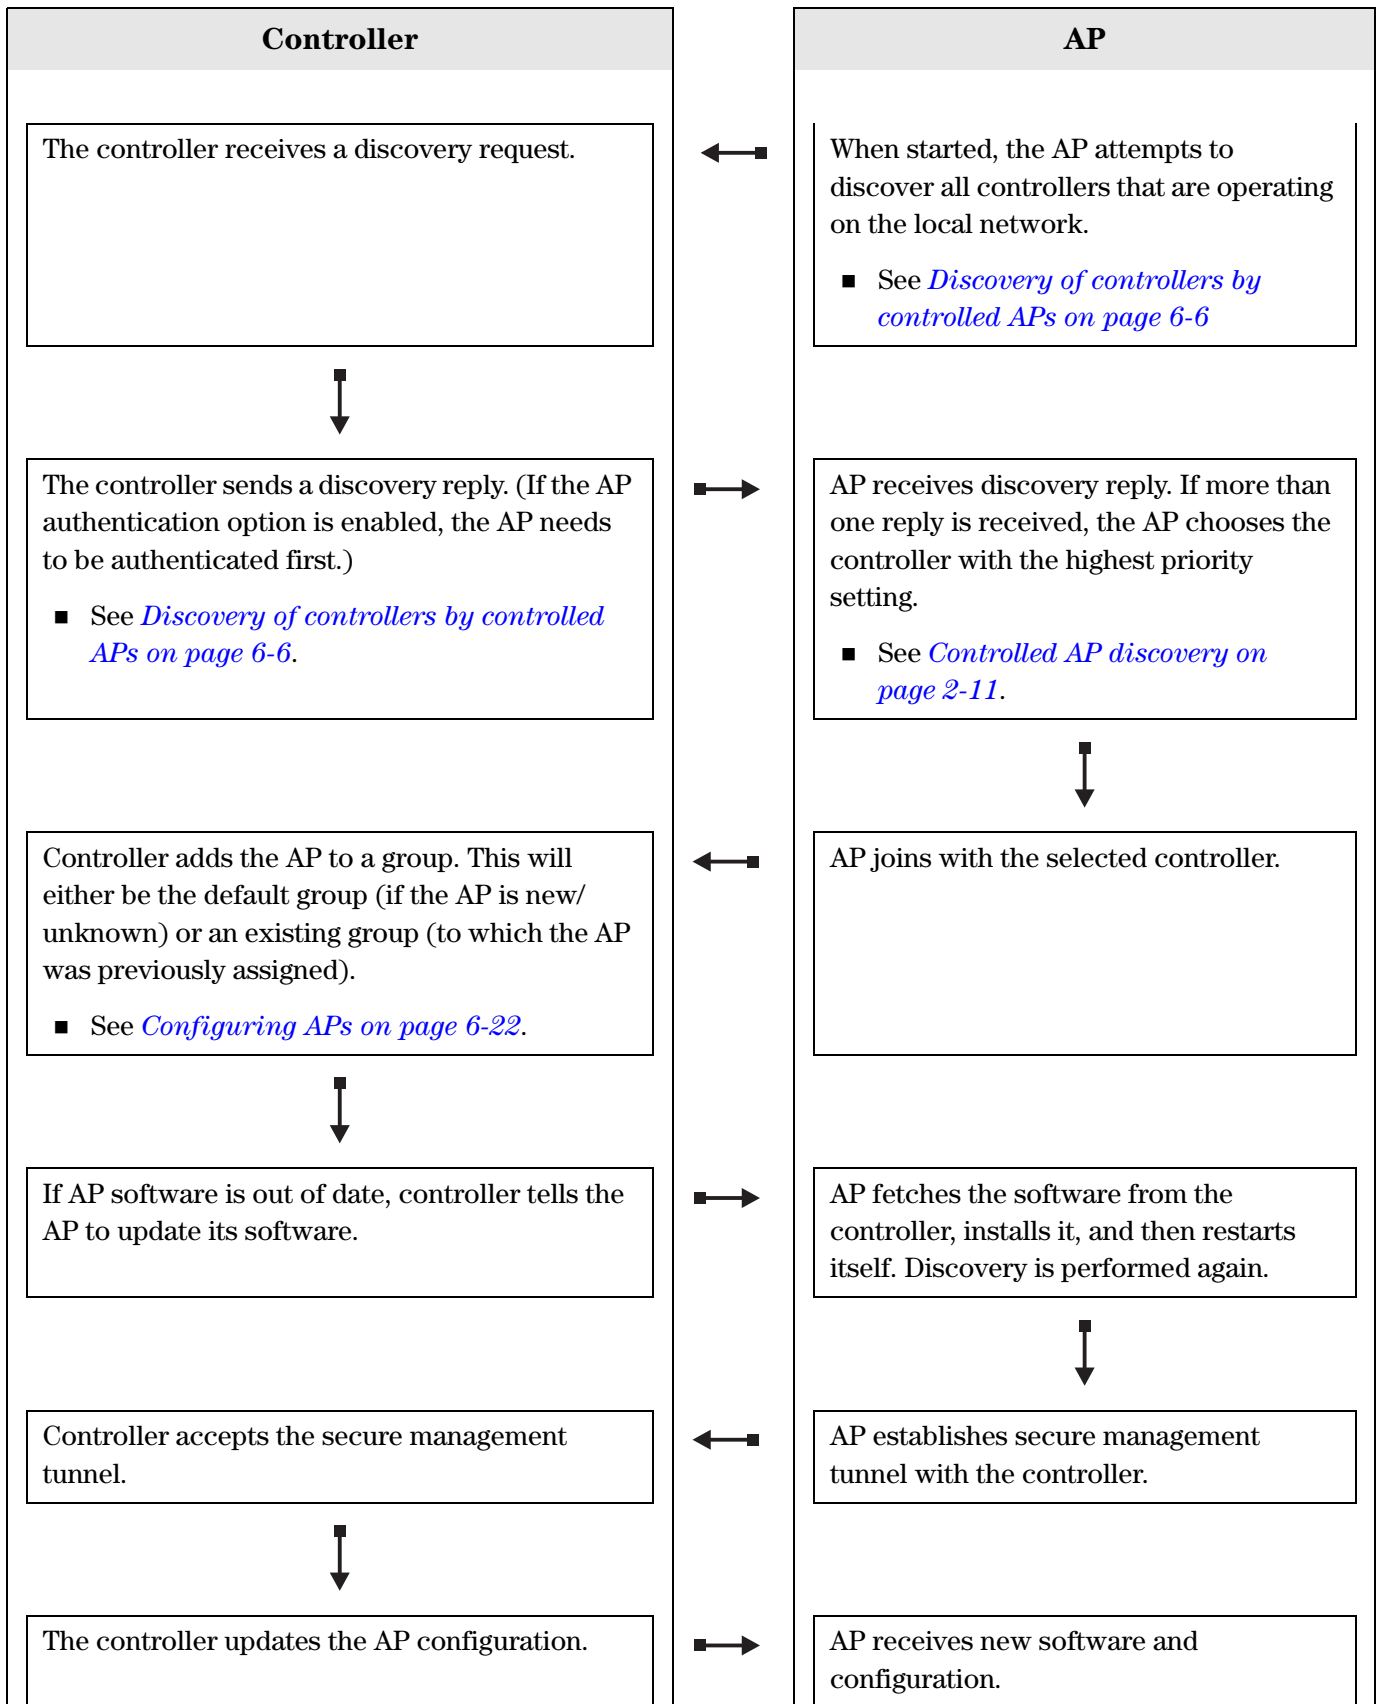 Controller
AP
The controller receives a discovery request.
When started, the AP attempts to
discover all controllers that are operating
on the local network.
■ See Discovery of controllers by
controlled APs on page 6-6
The controller sends a discovery reply. (If the AP
authentication option is enabled, the AP needs
to be authenticated first.)
■ See Discovery of controllers by controlled
APs on page 6-6.
AP receives discovery reply. If more than
one reply is received, the AP chooses the
controller with the highest priority
setting.
■ See Controlled AP discovery on
page 2-11.
Controller adds the AP to a group. This will
either be the default group (if the AP is new/
unknown) or an existing group (to which the AP
was previously assigned).
■ See Configuring APs on page 6-22.
AP joins with the selected controller.
If AP software is out of date, controller tells the
AP to update its software.
AP fetches the software from the
controller, installs it, and then restarts
itself. Discovery is performed again.
Controller accepts the secure management
tunnel.
AP establishes secure management
tunnel with the controller.
The controller updates the AP configuration.
AP receives new software and
configuration.